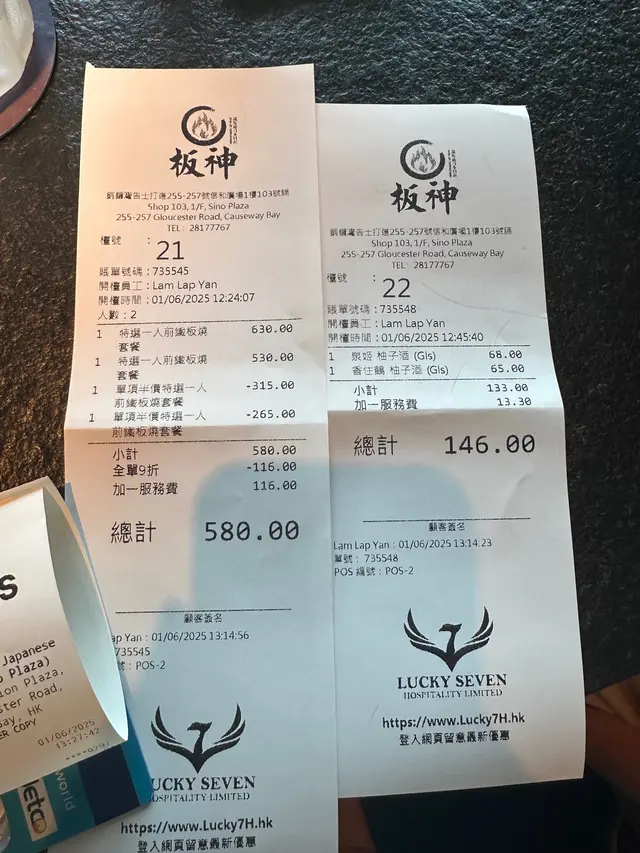 板神
銅鑼灣告士打道255-257號信和廣場1樓103號舖
Shop 103, 1/F, Sino Plaza
255-257 Gloucester Road, Causeway Bay
TEL: 28177767
檯號 :
21
賬單號碼 : 735545
開檯員工 : Lam Lap Yan
開檯時間 : 01/06/2025 12:24:07
人數 : 2
1 特選一人前鐵板燒套餐 630.00
1 特選一人前鐵板燒套餐 530.00
1 單項半價特選一人前鐵板燒套餐 -315.00
1 單項半價特選一人前鐵板燒套餐 -265.00
小計 580.00
全單9折 -116.00
加一服務費 116.00
總計 580.00
顧客簽名
ap Yan : 01/06/2025 13:14:56
735545
號 : POS-2
UCKY SEVEN
HOSPITALITY LIMITED
https://www.Lucky7H.hk
登入網頁留意最新優惠
板神
銅鑼灣告士打道255-257號信和廣場1樓103號舖
Shop 103, 1/F, Sino Plaza
255-257 Gloucester Road, Causeway Bay
TEL: 28177767
檯號 :
22
賬單號碼 : 735548
開檯員工 : Lam Lap Yan
開檯時間 : 01/06/2025 12:45:40
1 泉姬 柚子酒 (Gls) 68.00
1 香住鶴 柚子酒 (Gls) 65.00
小計 133.00
加一服務費 13.30
總計 146.00
顧客簽名
Lam Lap Yan : 01/06/2025 13:14:23
單號 : 735548
POS 編號 : POS-2
LUCKY SEVEN
HOSPITALITY LIMITED
https://www.Lucky7H.hk
登入網頁留意最新優惠
s
Japanese
Plaza)
ion Plaza,
ster Road,
ay, HK
ER COPY
01/06/2025
13:27:42
****0797
world